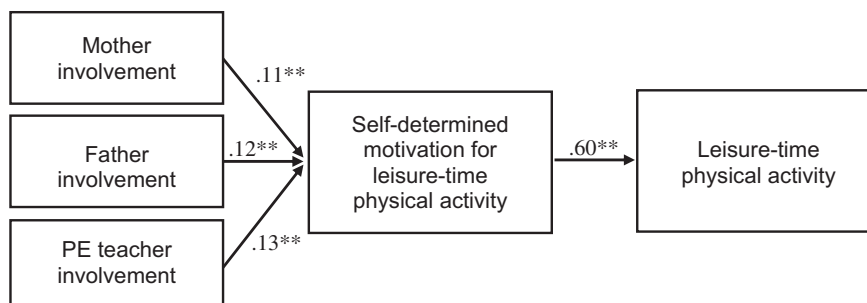 Mother
involvement
.11**
Father
involvement
.12**
PE teacher
involvement
.13**
Self-determined
motivation for
leisure-time
physical activity
.60**
Leisure-time
physical activity